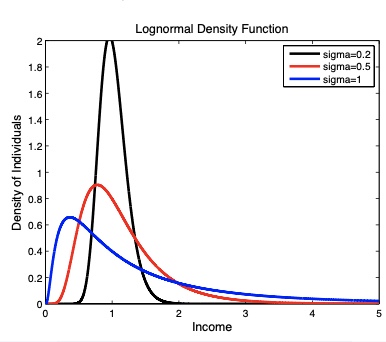 Lognormal Density Function
2
1.8
1.6
1.4
1.2
1
0.8
0.6
0.4
0.2
0
Density of Individuals
sigma=0.2
sigma=0.5
sigma=1
0 1 2 3 4 5
Income